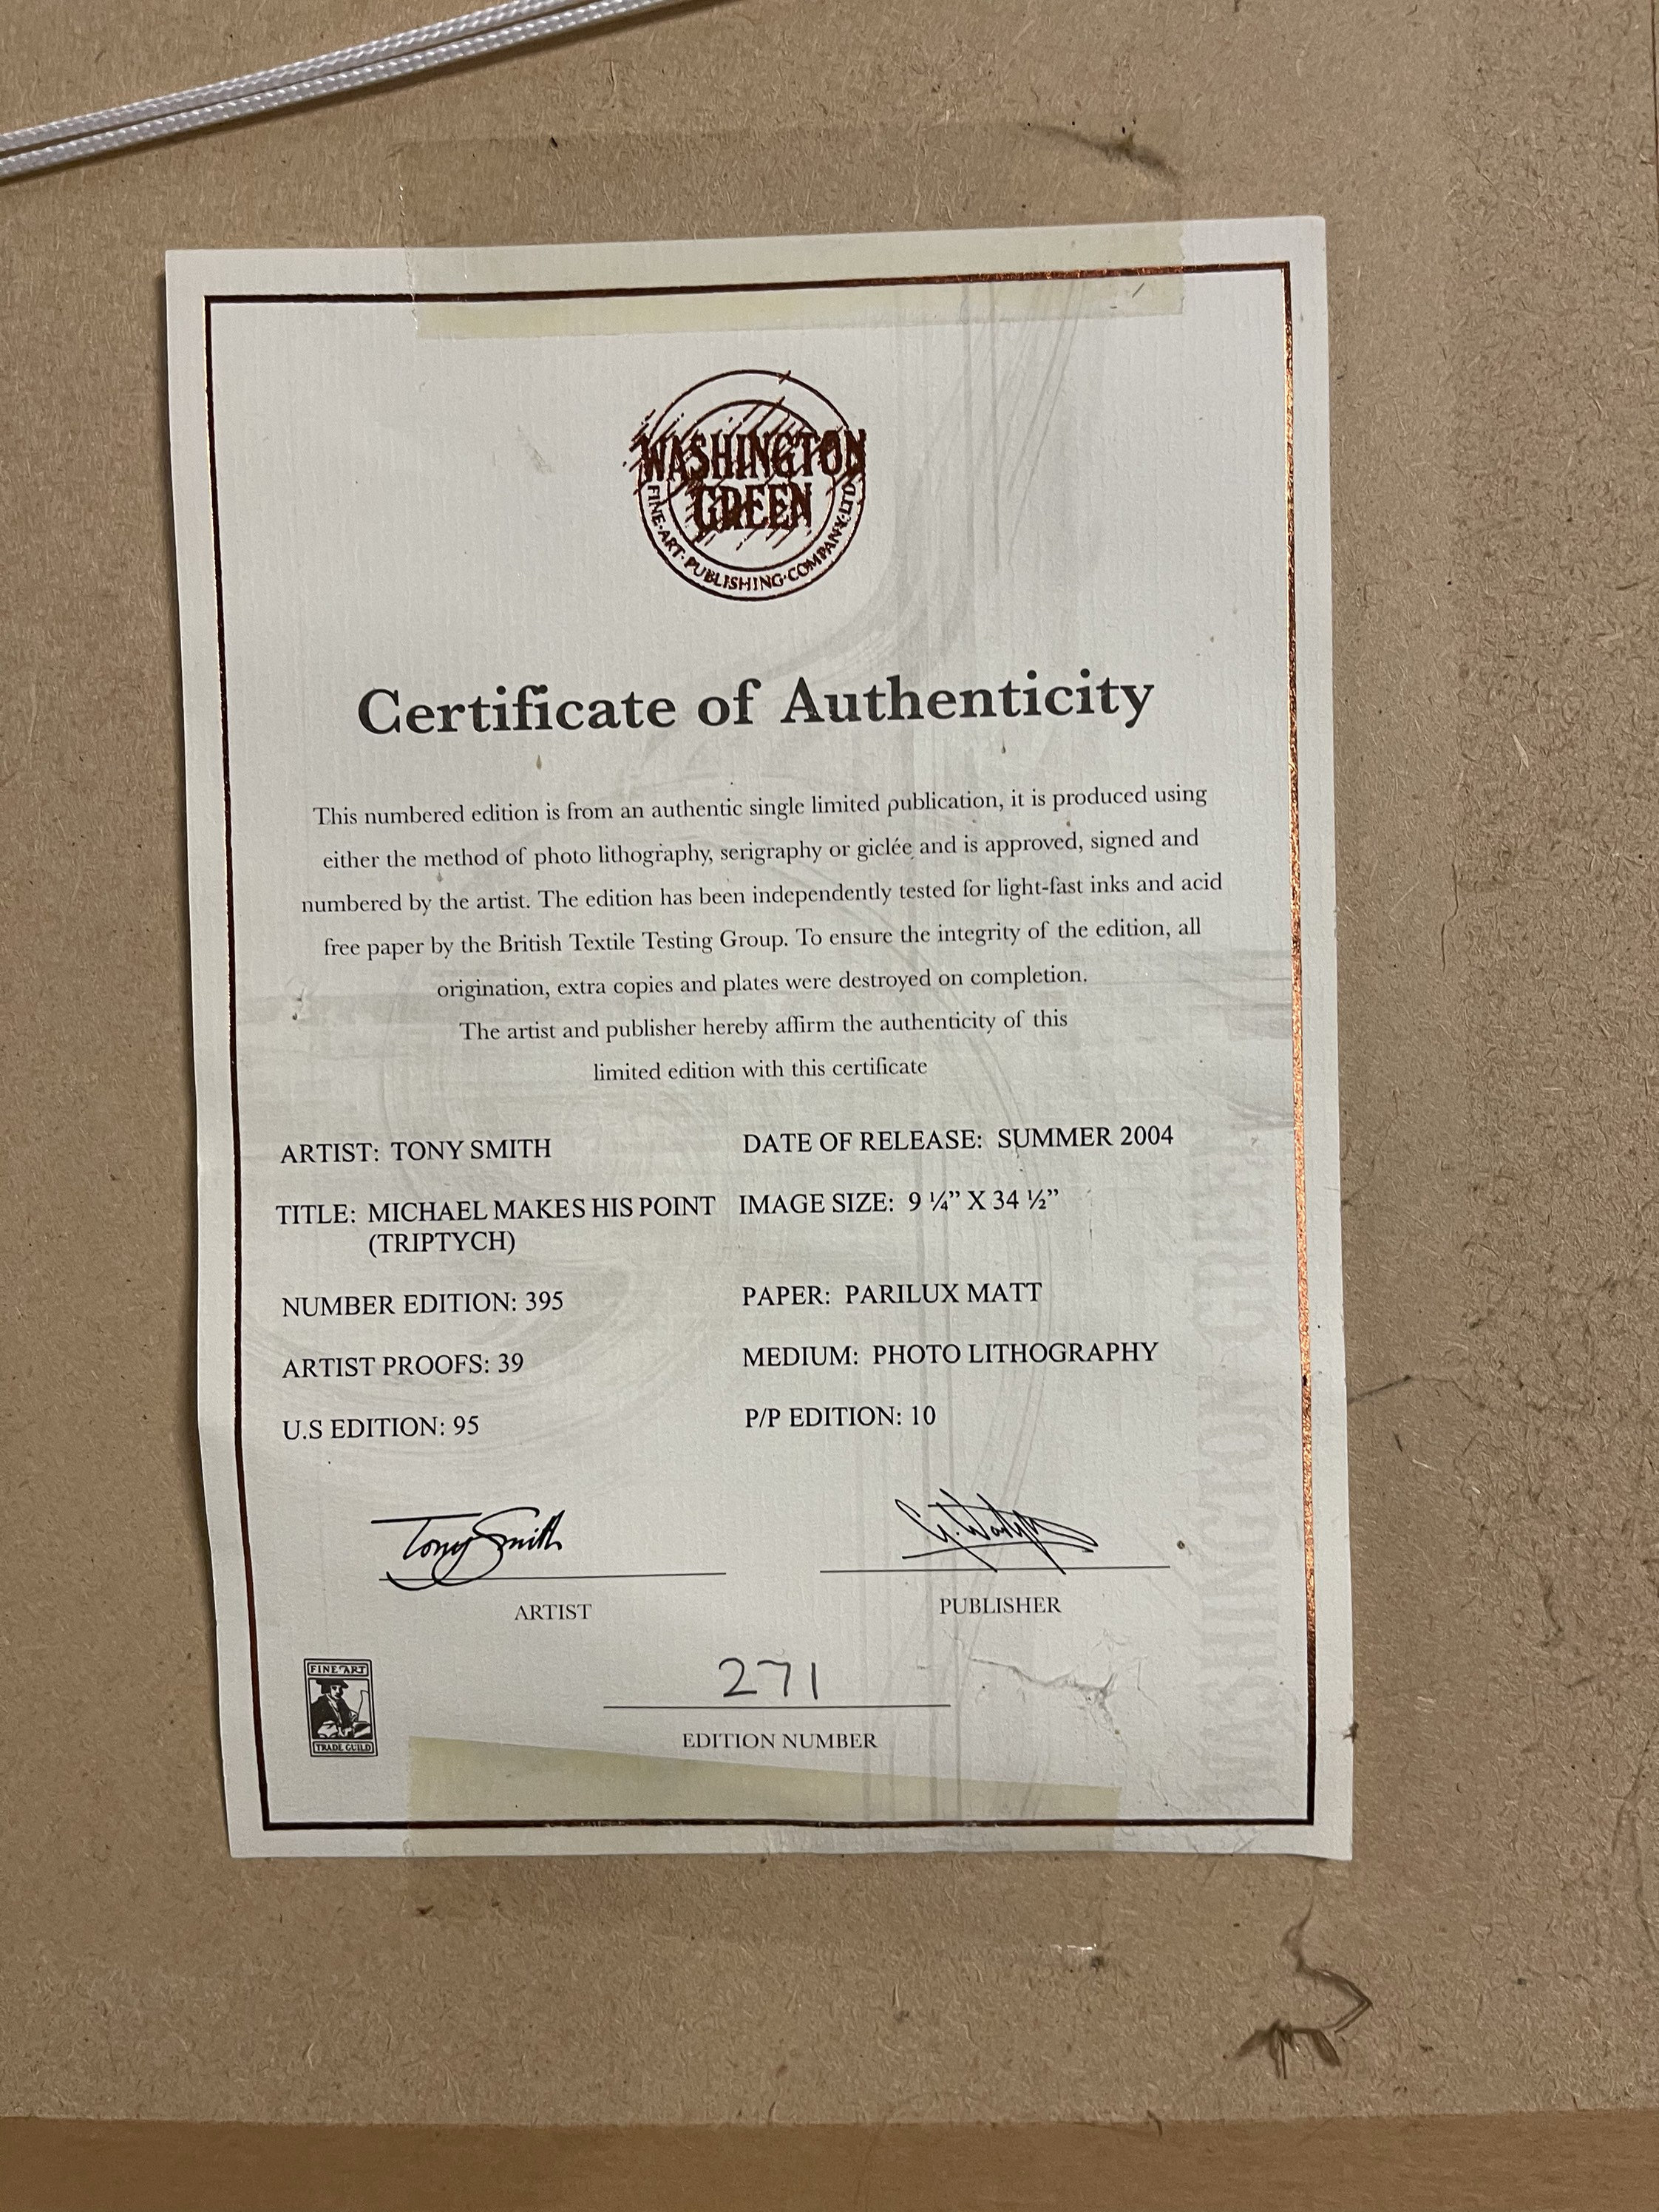 WASHINGTON
GREEN
FINE·ART·PUBLISHING·COMPANY·LTD
Certificate of Authenticity
This numbered edition is from an authentic single limited publication, it is produced using
either the method of photo lithography, serigraphy or giclée and is approved, signed and
numbered by the artist. The edition has been independently tested for light-fast inks and acid
free paper by the British Textile Testing Group. To ensure the integrity of the edition, all
origination, extra copies and plates were destroyed on completion.
The artist and publisher hereby affirm the authenticity of this
limited edition with this certificate
ARTIST: TONY SMITH DATE OF RELEASE: SUMMER 2004
TITLE: MICHAEL MAKES HIS POINT IMAGE SIZE: 9 ¼” X 34 ½”
(TRIPTYCH)
NUMBER EDITION: 395 PAPER: PARILUX MATT
ARTIST PROOFS: 39 MEDIUM: PHOTO LITHOGRAPHY
U.S EDITION: 95 P/P EDITION: 10
Tony Smith
ARTIST PUBLISHER
271
EDITION NUMBER
FINE ART
TRADE GUILD
WASHINGTON GREEN